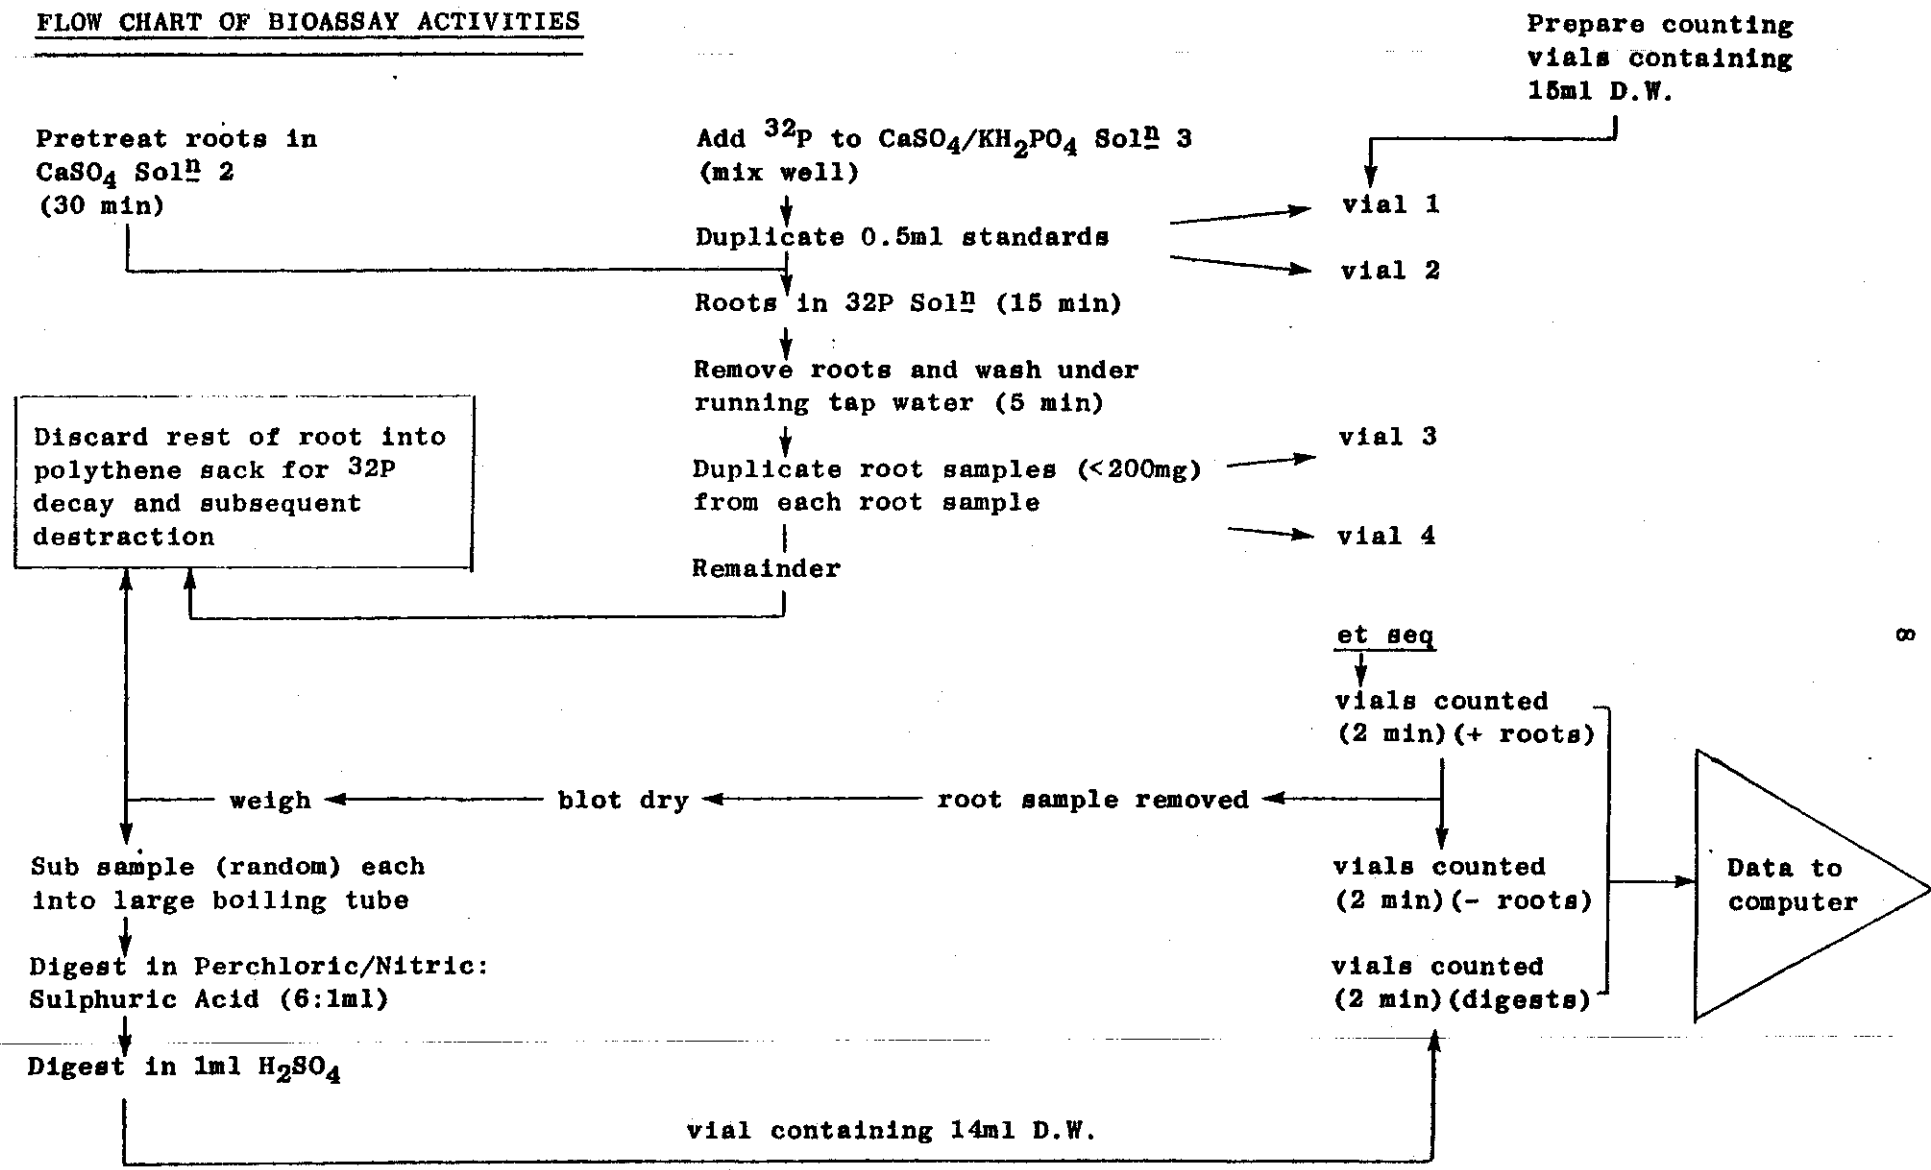 FLOW CHART OF BIOASSAY ACTIVITIES
Prepare counting
vials containing
15ml D.W.
Pretreat roots in
CaSO4 Soln 2
(30 min)
Add 32P to CaSO4/KH2PO4 Soln 3
(mix well)
Duplicate 0.5ml standards
vial 1
vial 2
Roots in 32P Soln (15 min)
Remove roots and wash under
running tap water (5 min)
Duplicate root samples (<200mg)
from each root sample
vial 3
vial 4
Remainder
Discard rest of root into
polythene sack for 32P
decay and subsequent
destraction
et seq
8
vials counted
(2 min)(+ roots)
root sample removed
blot dry
weigh
vials counted
(2 min)(- roots)
Data to
computer
Sub sample (random) each
into large boiling tube
Digest in Perchloric/Nitric:
Sulphuric Acid (6:1ml)
vials counted
(2 min)(digests)
Digest in 1ml H2SO4
vial containing 14ml D.W.